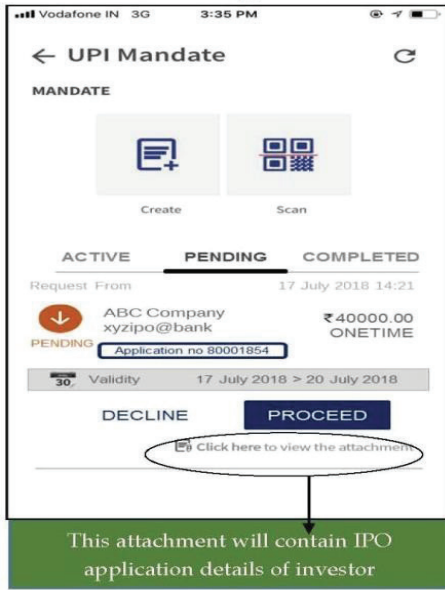 Vodafone IN 3G 3:35 PM
← UPI Mandate
MANDATE
Create Scan
ACTIVE PENDING COMPLETED
Request From 17 July 2018 14:21
ABC Company ₹40000.00
xyzipo@bank ONETIME
PENDING
Application no 80001854
30 Validity 17 July 2018 > 20 July 2018
DECLINE PROCEED
Click here to view the attachment
This attachment will contain IPO
application details of investor